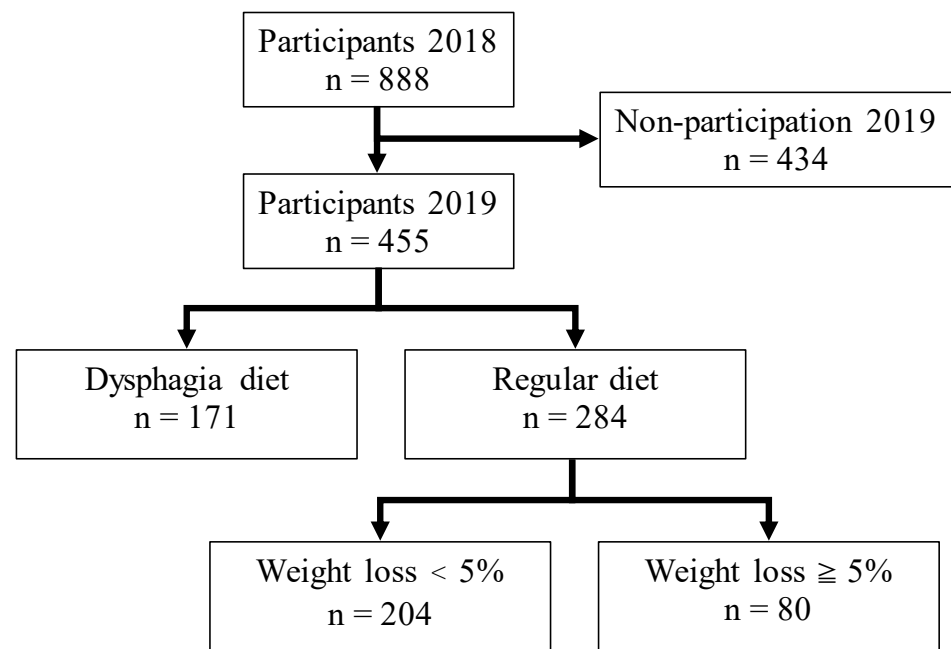 Participants 2018
n = 888
Non-participation 2019
n = 434
Participants 2019
n = 455
Dysphagia diet
n = 171
Regular diet
n = 284
Weight loss < 5%
n = 204
Weight loss ≧ 5%
n = 80